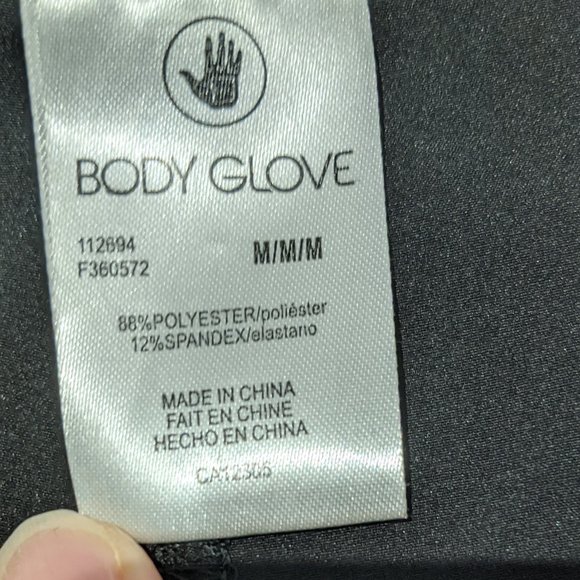 BODY GLOVE
112694
F360572
M/M/M
88%POLYESTER/poliéster
12%SPANDEX/elastano
MADE IN CHINA
FAIT EN CHINE
HECHO EN CHINA
CA12305